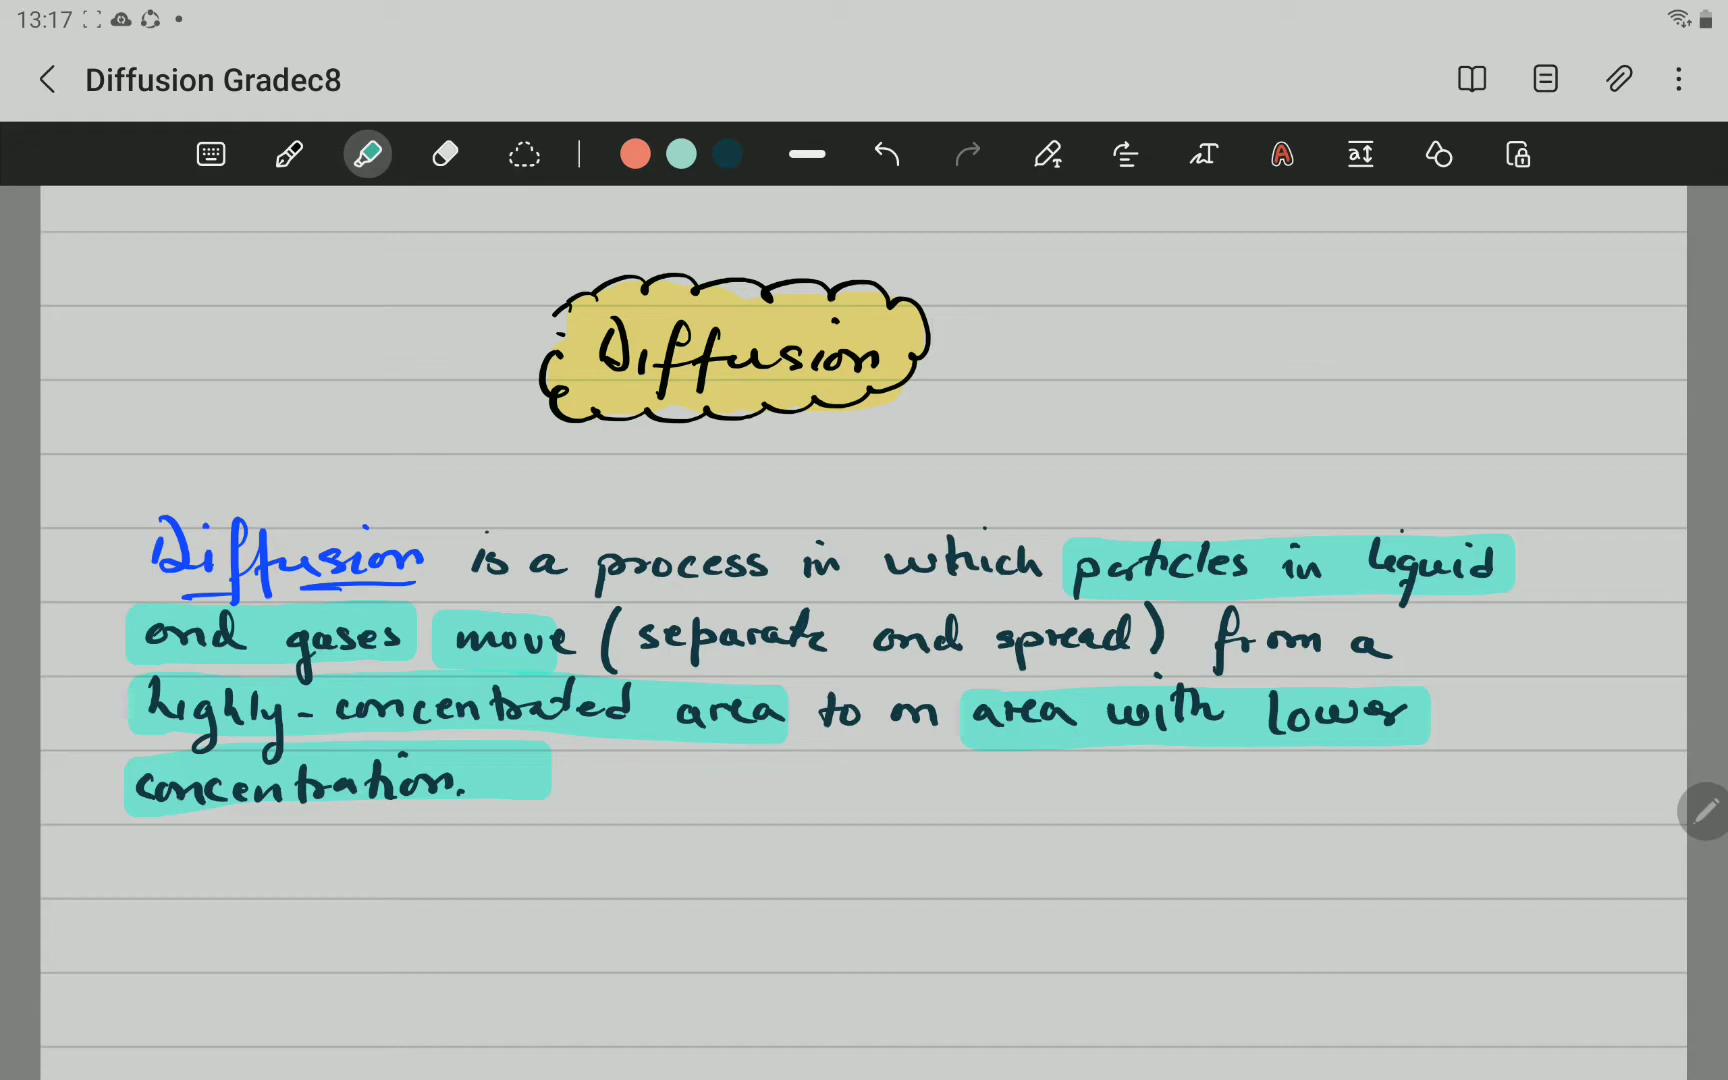 13:17
Diffusion Gradec8
Diffusion
Diffusion is a process in which particles in liquid
and gases move (separate and spread) from a
highly-concentrated area to an area with lower
concentration.